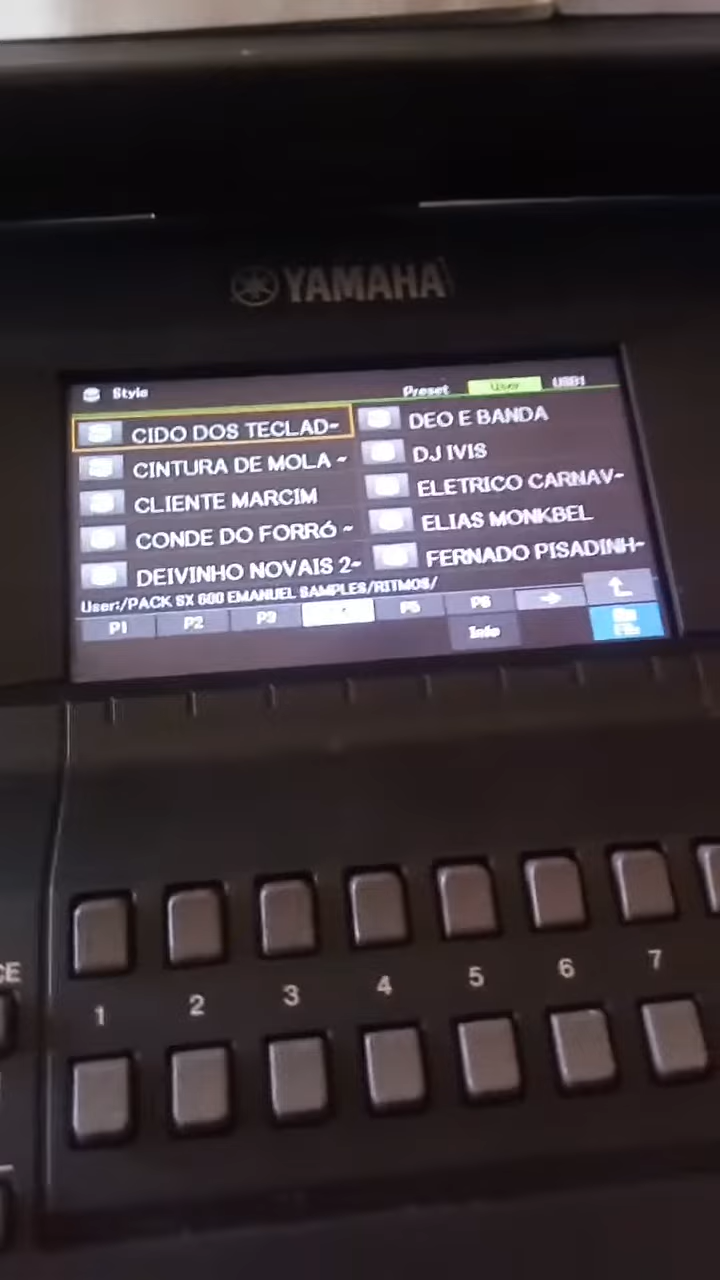 YAMAHA
Style
Preset User USB1
CIDO DOS TECLAD~
CINTURA DE MOLA ~
CLIENTE MARCIM
CONDE DO FORRó ~
DEIVINHO NOVAIS 2~
DEO E BANDA
DJ IVIS
ELETRICO CARNAV~
ELIAS MONKBEL
FERNADO PISADINH~
User:/PACK SX 600 EMANUEL SAMPLES/RITMOS/
P1 P2 P3 P5 P6
Info
CE
1 2 3 4 5 6 7